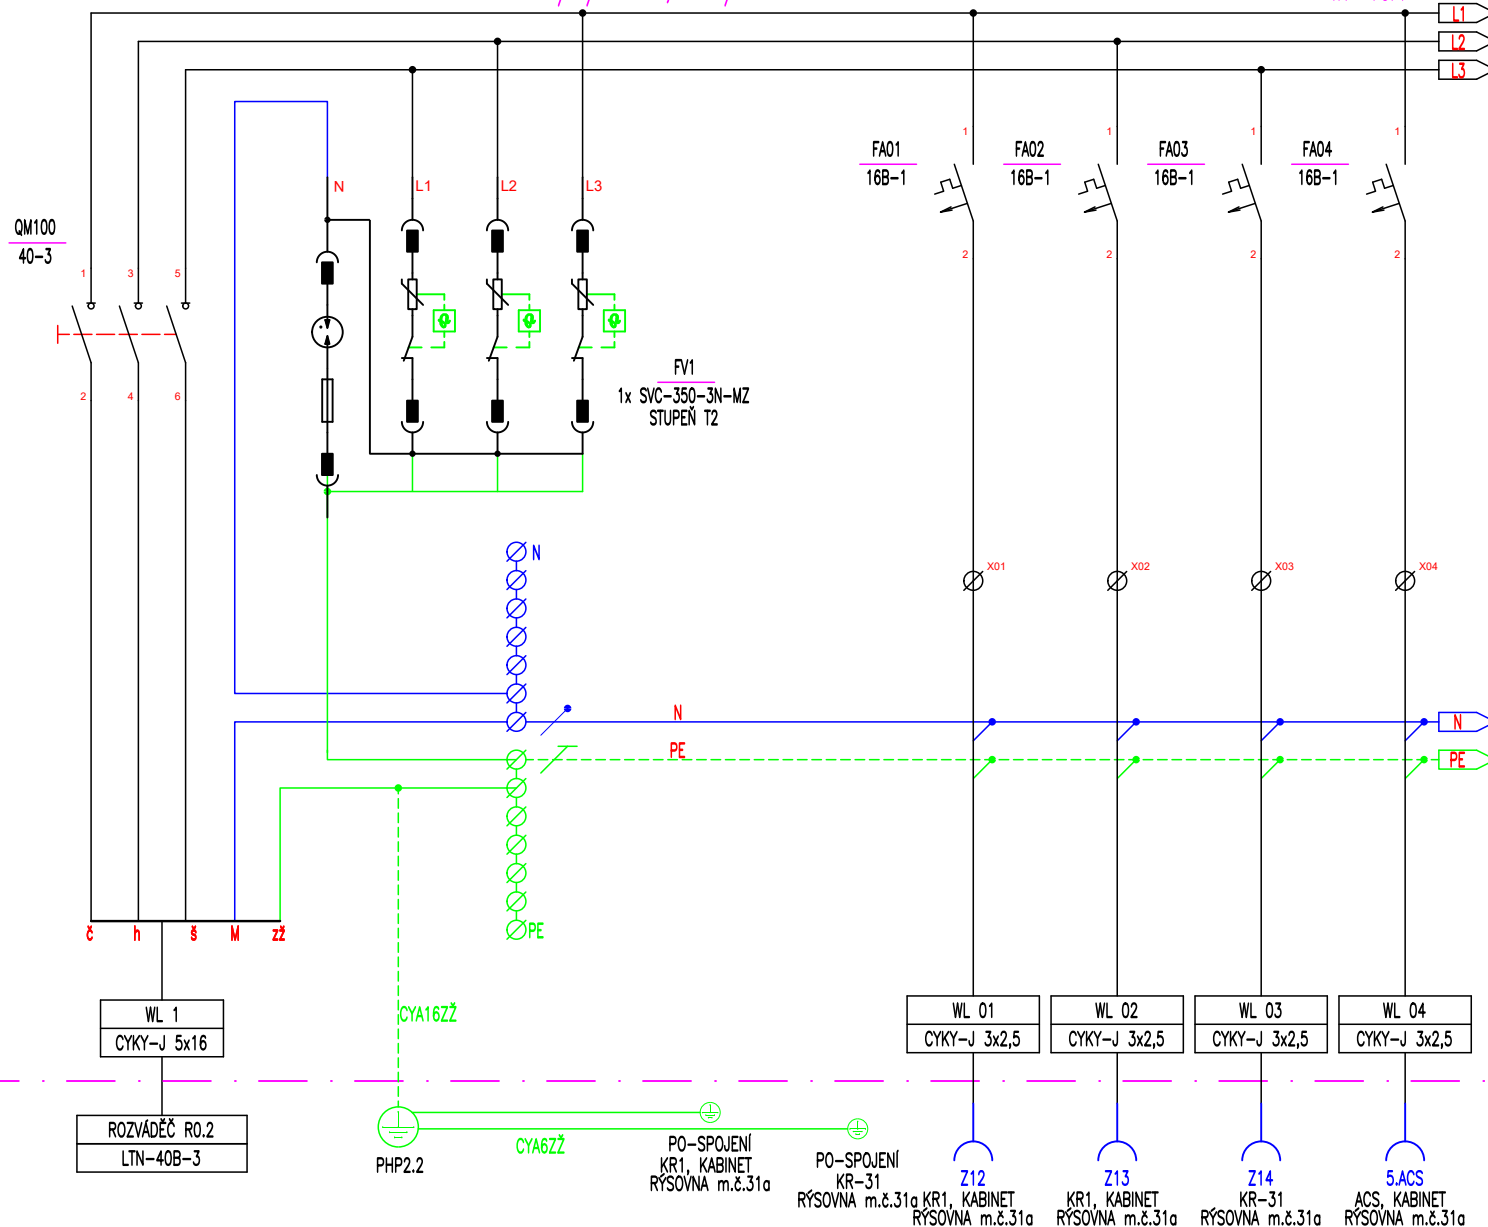 L1
L2
L3
QM100
40-3
1
3
5
2
4
6
N
L1
L2
L3
FV1
1x SVC-350-3N-MZ
STUPEŇ T2
FA01
16B-1
1
2
FA02
16B-1
1
2
FA03
16B-1
1
2
FA04
16B-1
1
2
X01
X02
X03
X04
N
N
N
PE
PE
PE
č
h
š
M
zž
WL 1
CYKY-J 5x16
ROZVÁDĚČ R0.2
LTN-40B-3
CYA16ZŽ
CYA6ZŽ
PHP2.2
PO-SPOJENÍ
KR1, KABINET
RÝSOVNA m.č.31a
PO-SPOJENÍ
KR-31
RÝSOVNA m.č.31a
WL 01
CYKY-J 3x2,5
WL 02
CYKY-J 3x2,5
WL 03
CYKY-J 3x2,5
WL 04
CYKY-J 3x2,5
Z12
KR1, KABINET
RÝSOVNA m.č.31a
Z13
KR1, KABINET
RÝSOVNA m.č.31a
Z14
KR-31
RÝSOVNA m.č.31a
5.ACS
ACS, KABINET
RÝSOVNA m.č.31a